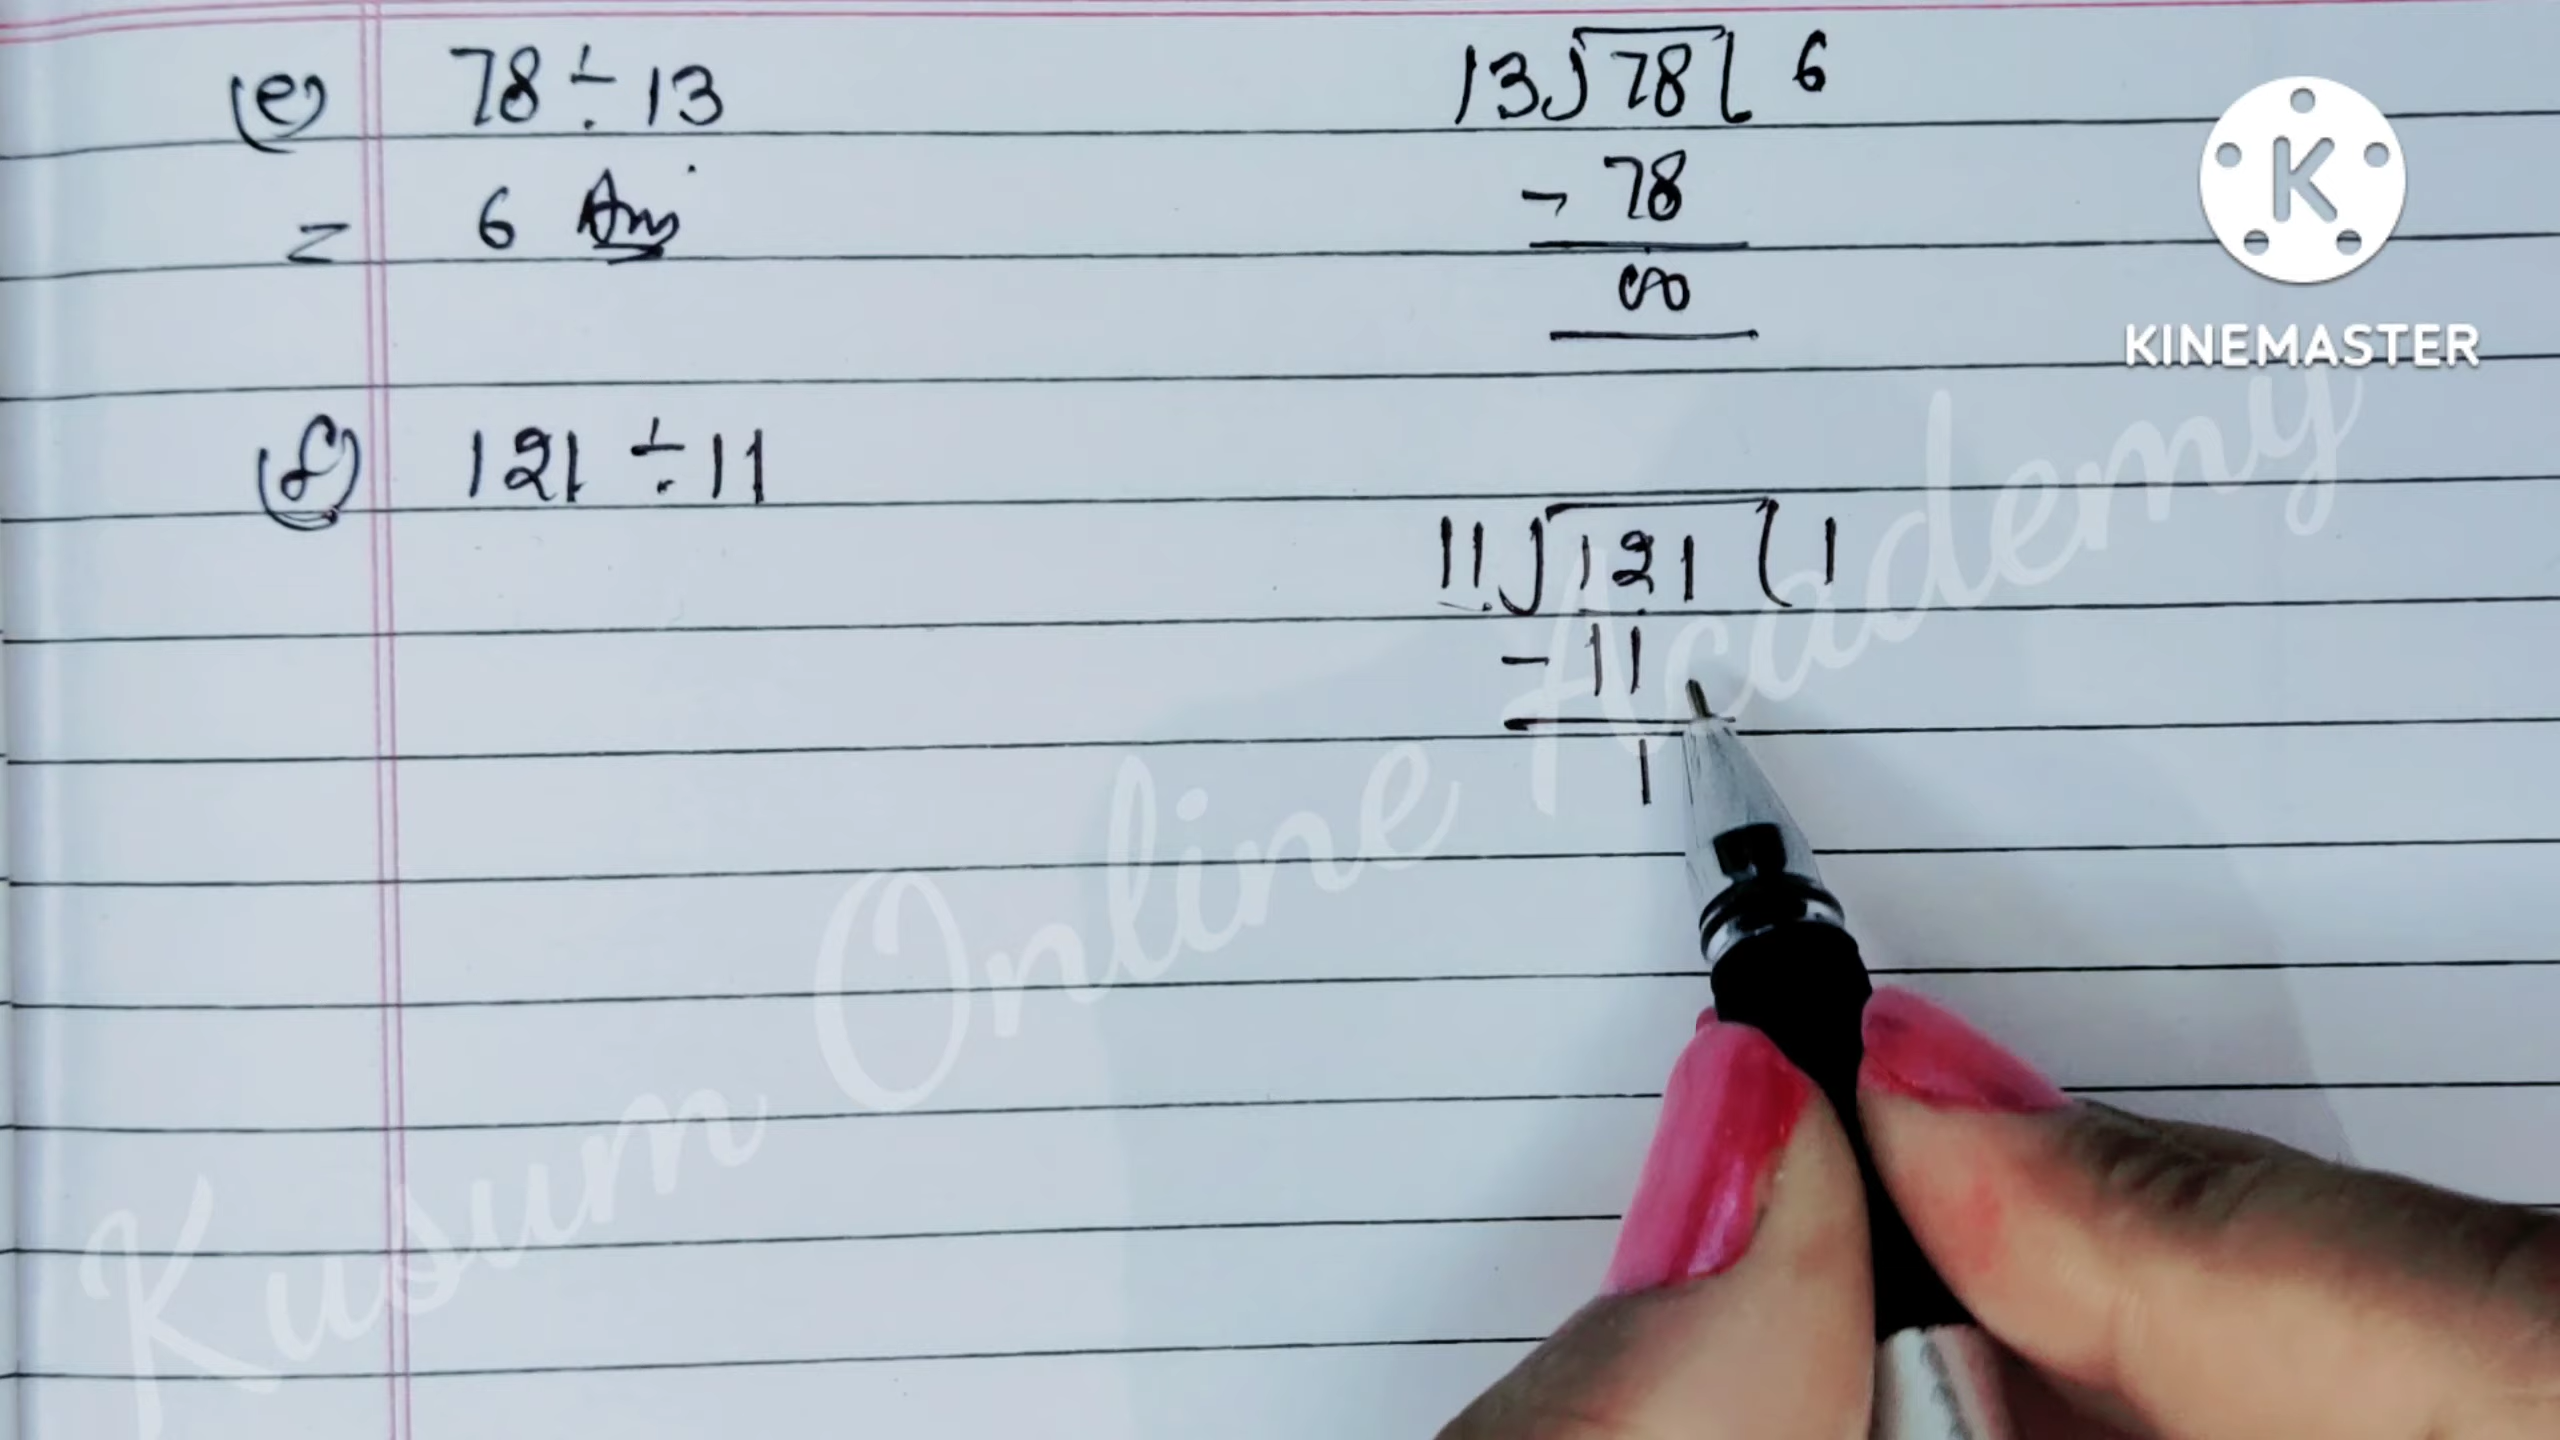 (e) 78 ÷ 13
= 6 Ans
13)78( 6
- 78
00
(f) 121 ÷ 11
11)121( 1
- 11
1
K
KINEMASTER
Kusum Online Academy